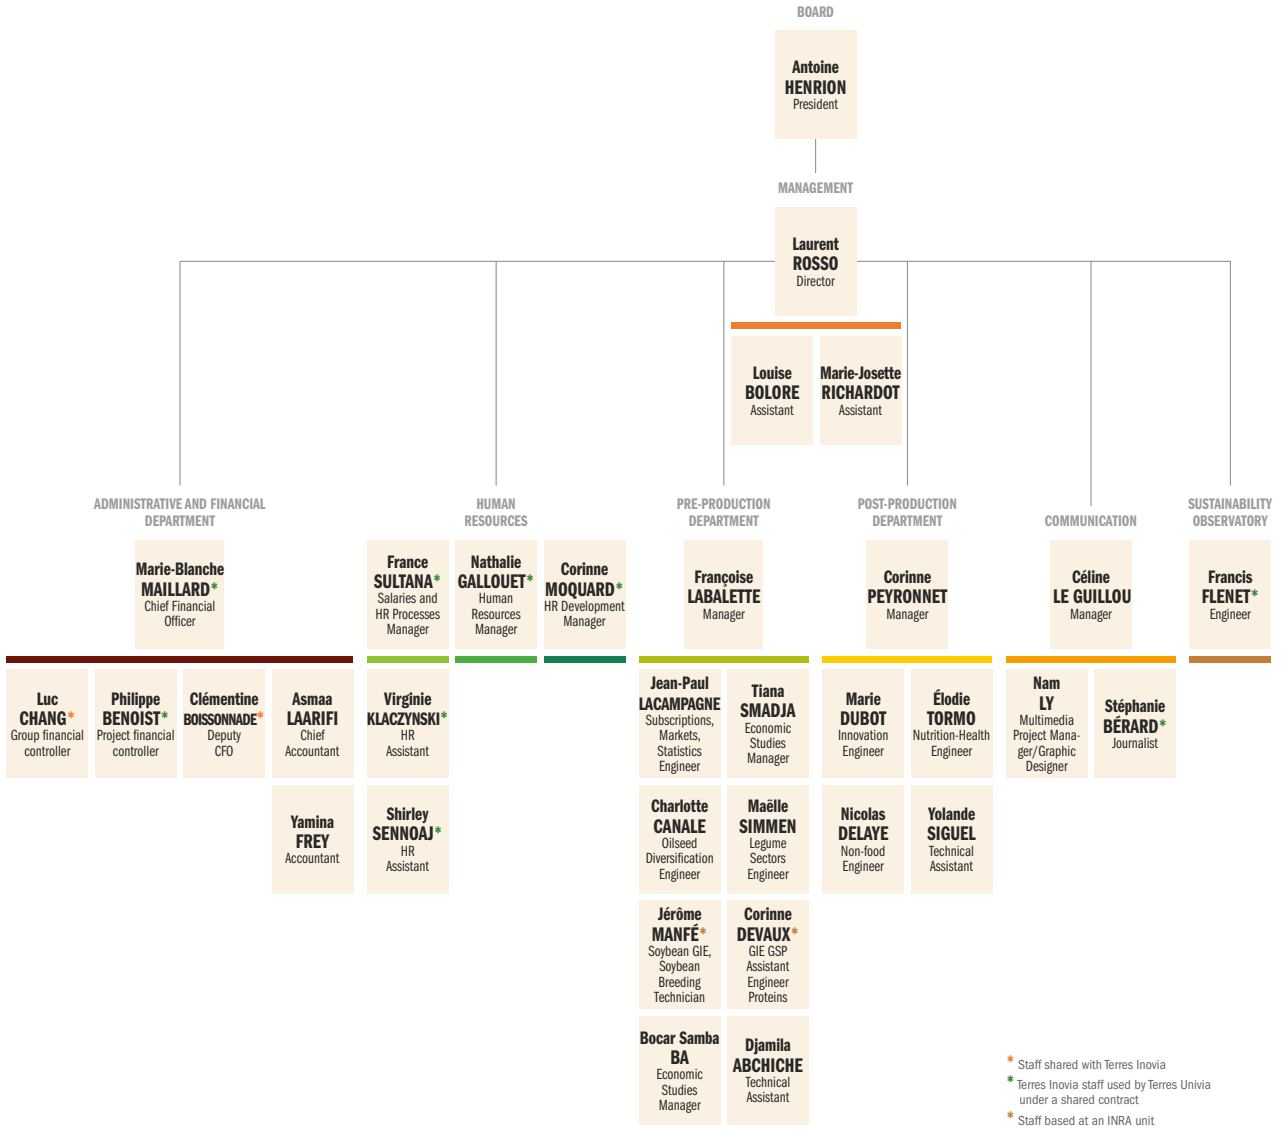 BOARD
Antoine
HENRION
President
MANAGEMENT
Laurent
ROSSO
Director
Louise
BOLORE
Assistant
Marie-Josette
RICHARDOT
Assistant
ADMINISTRATIVE AND FINANCIAL
DEPARTMENT
Marie-Blanche
MAILLARD*
Chief Financial
Officer
Luc
CHANG*
Group financial
controller
Philippe
BENOIST*
Project financial
controller
Clémentine
BOISSONNADE*
Deputy
CFO
Asmaa
LAARIFI
Chief
Accountant
Yamina
FREY
Accountant
HUMAN
RESOURCES
France
SULTANA*
Salaries and
HR Processes
Manager
Nathalie
GALLOUET*
Human
Resources
Manager
Corinne
MOQUARD*
HR Development
Manager
Virginie
KLACZYNSKI*
HR
Assistant
Shirley
SENNOAJ*
HR
Assistant
PRE-PRODUCTION
DEPARTMENT
Françoise
LABALETTE
Manager
Jean-Paul
LACAMPAGNE
Subscriptions,
Markets,
Statistics
Engineer
Tiana
SMADJA
Economic
Studies
Manager
Charlotte
CANALE
Oilseed
Diversification
Engineer
Maëlle
SIMMEN
Legume
Sectors
Engineer
Jérôme
MANFÉ*
Soybean GIE,
Soybean
Breeding
Technician
Corinne
DEVAUX*
GIE GSP
Assistant
Engineer
Proteins
Bocar Samba
BA
Economic
Studies
Manager
Djamila
ABCHICHE
Technical
Assistant
POST-PRODUCTION
DEPARTMENT
Corinne
PEYRONNET
Manager
Marie
DUBOT
Innovation
Engineer
Élodie
TORMO
Nutrition-Health
Engineer
Nicolas
DELAYE
Non-food
Engineer
Yolande
SIGUEL
Technical
Assistant
COMMUNICATION
Céline
LE GUILLOU
Manager
Nam
LY
Multimedia
Project Mana-
ger/Graphic
Designer
Stéphanie
BÉRARD*
Journalist
SUSTAINABILITY
OBSERVATORY
Francis
FLENET*
Engineer
* Staff shared with Terres Inovia
* Terres Inovia staff used by Terres Univia
under a shared contract
* Staff based at an INRA unit